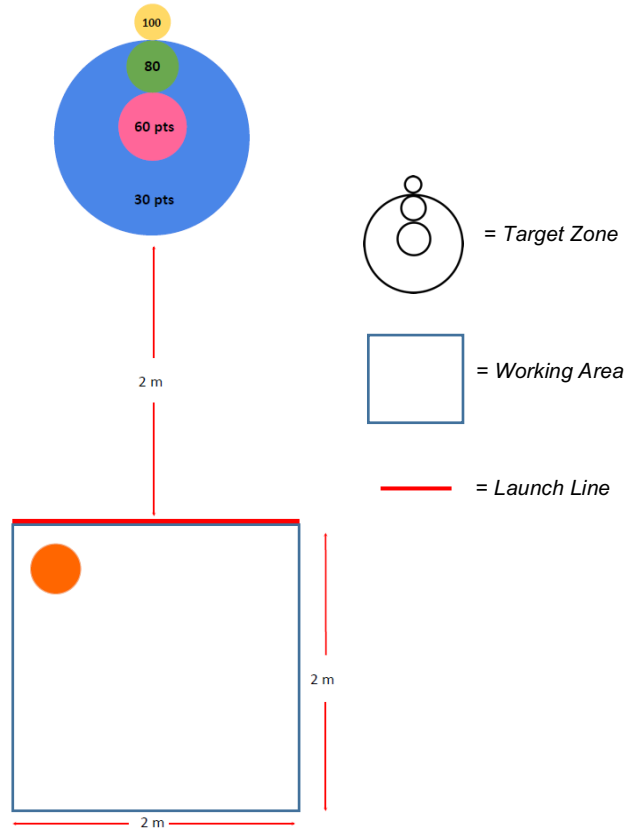 100
80
60 pts
30 pts
= Target Zone
= Working Area
2 m
= Launch Line
2 m
2 m